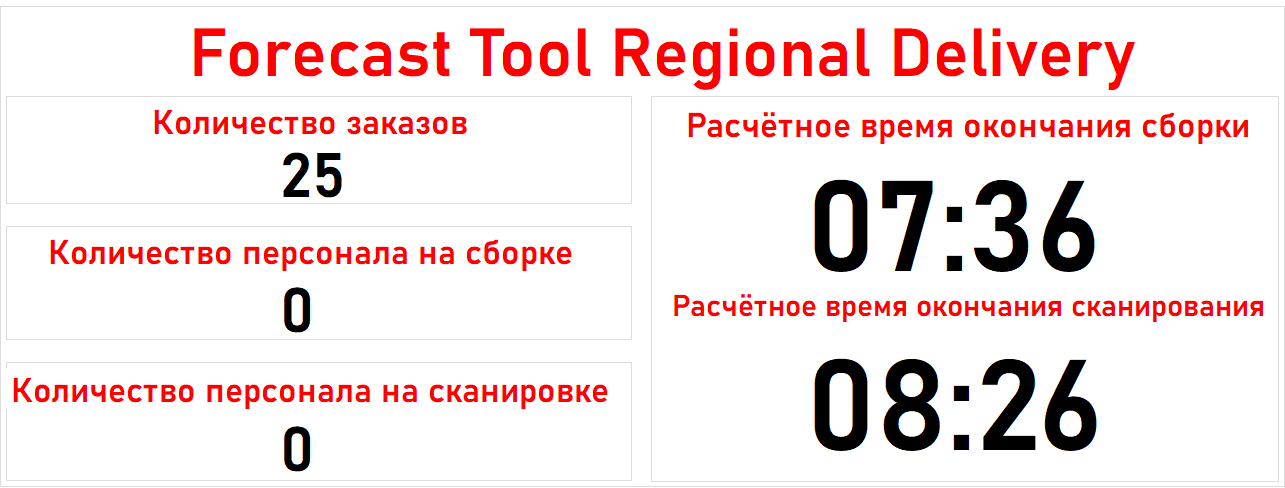 Forecast Tool Regional Delivery
Количество заказов
25
Количество персонала на сборке
0
Количество персонала на сканировке
0
Расчётное время окончания сборки
07:36
Расчётное время окончания сканирования
08:26